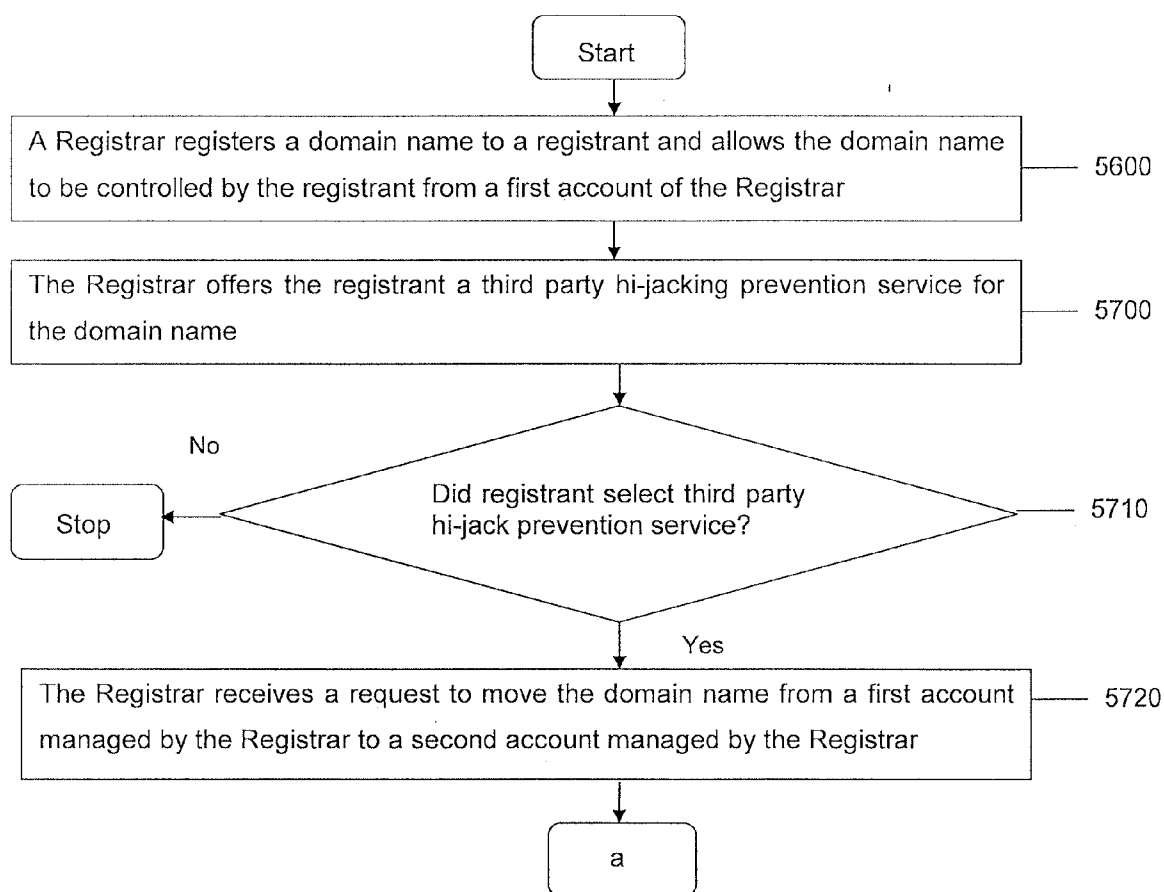 Start
A Registrar registers a domain name to a registrant and allows the domain name
to be controlled by the registrant from a first account of the Registrar
5600
The Registrar offers the registrant a third party hi-jacking prevention service for
the domain name
5700
No
Did registrant select third party
hi-jack prevention service?
5710
Stop
Yes
The Registrar receives a request to move the domain name from a first account
managed by the Registrar to a second account managed by the Registrar
5720
a